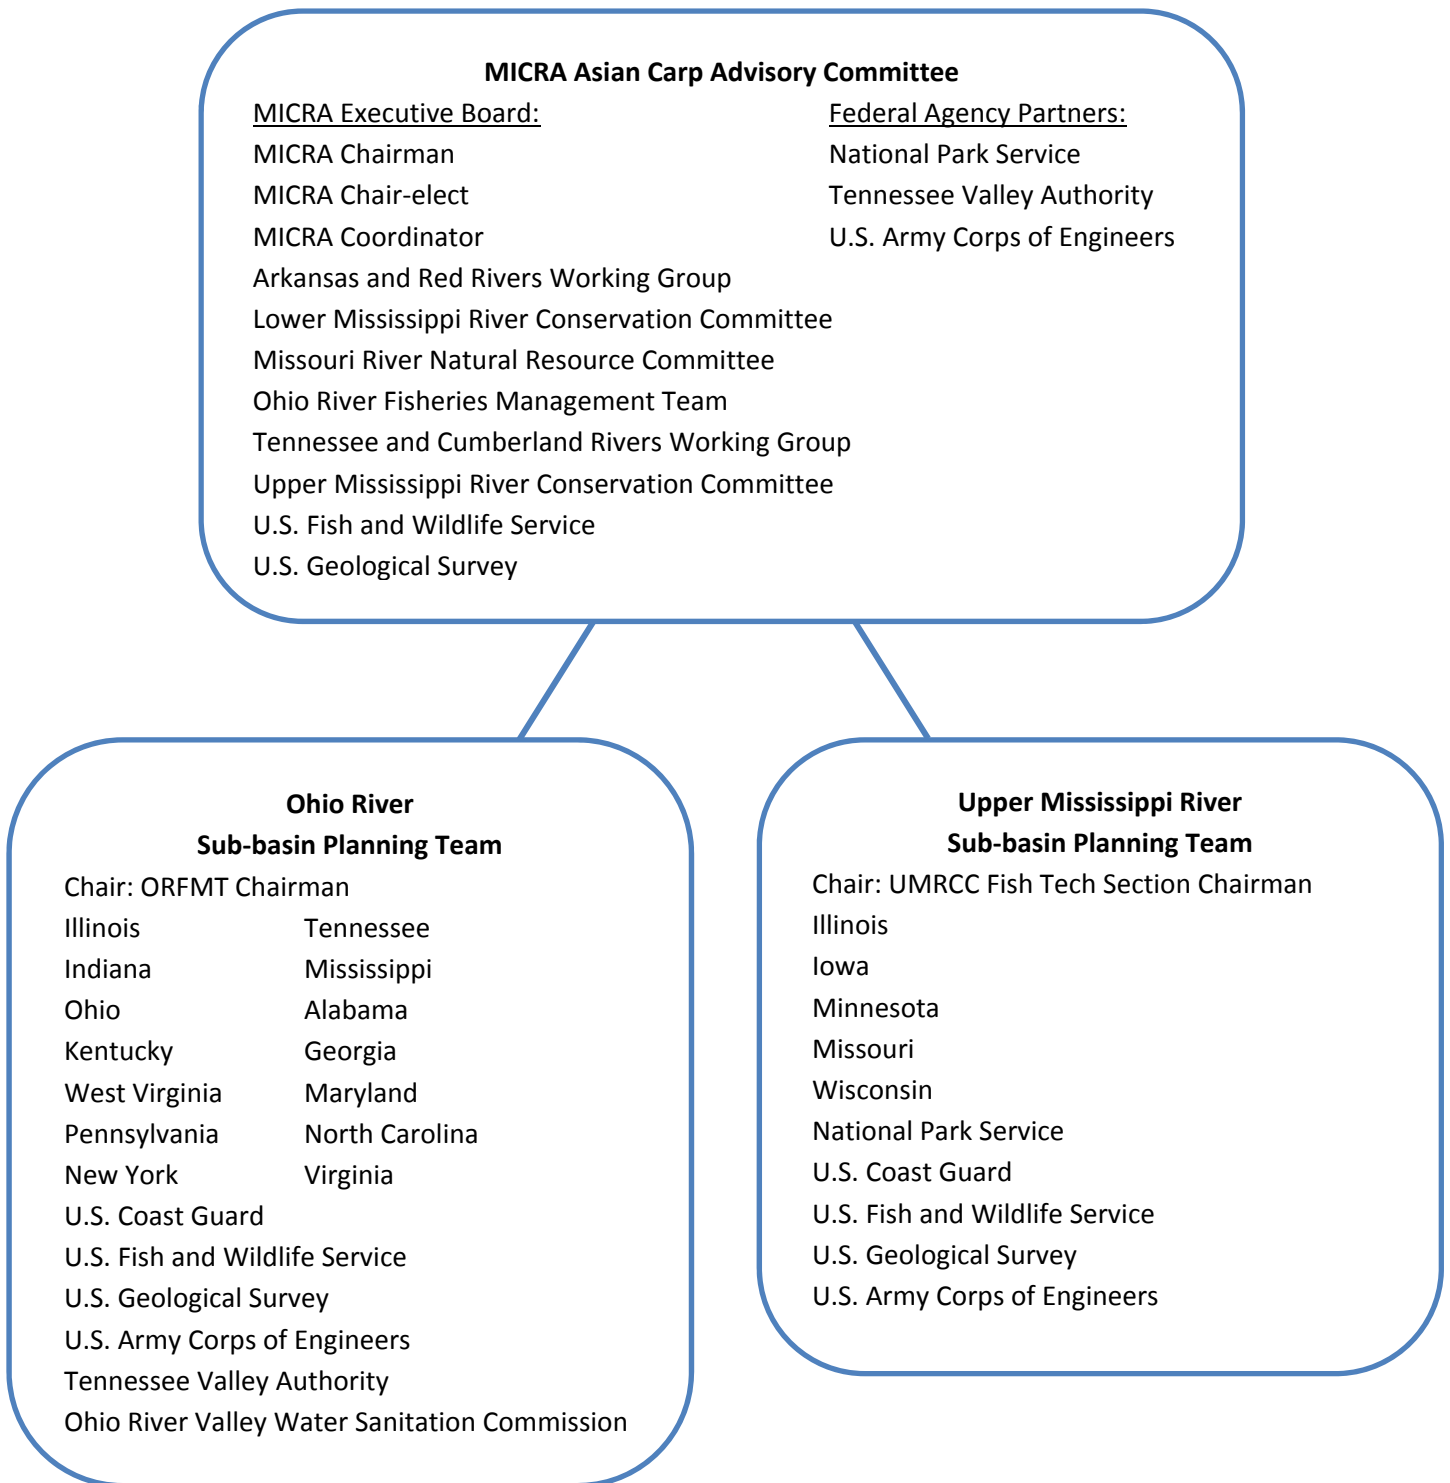 MICRA Asian Carp Advisory Committee
MICRA Executive Board:
MICRA Chairman
MICRA Chair-elect
MICRA Coordinator
Arkansas and Red Rivers Working Group
Lower Mississippi River Conservation Committee
Missouri River Natural Resource Committee
Ohio River Fisheries Management Team
Tennessee and Cumberland Rivers Working Group
Upper Mississippi River Conservation Committee
U.S. Fish and Wildlife Service
U.S. Geological Survey
Federal Agency Partners:
National Park Service
Tennessee Valley Authority
U.S. Army Corps of Engineers
Ohio River
Sub-basin Planning Team
Chair: ORFMT Chairman
Illinois Tennessee
Indiana Mississippi
Ohio Alabama
Kentucky Georgia
West Virginia Maryland
Pennsylvania North Carolina
New York Virginia
U.S. Coast Guard
U.S. Fish and Wildlife Service
U.S. Geological Survey
U.S. Army Corps of Engineers
Tennessee Valley Authority
Ohio River Valley Water Sanitation Commission
Upper Mississippi River
Sub-basin Planning Team
Chair: UMRCC Fish Tech Section Chairman
Illinois
Iowa
Minnesota
Missouri
Wisconsin
National Park Service
U.S. Coast Guard
U.S. Fish and Wildlife Service
U.S. Geological Survey
U.S. Army Corps of Engineers